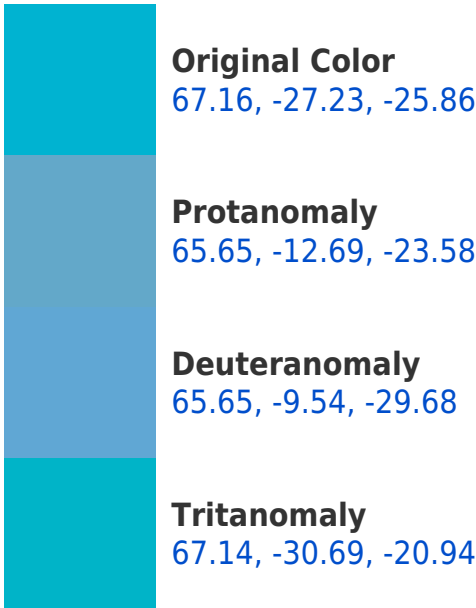 Original Color
67.16, -27.23, -25.86
Protanomaly
65.65, -12.69, -23.58
Deuteranomaly
65.65, -9.54, -29.68
Tritanomaly
67.14, -30.69, -20.94